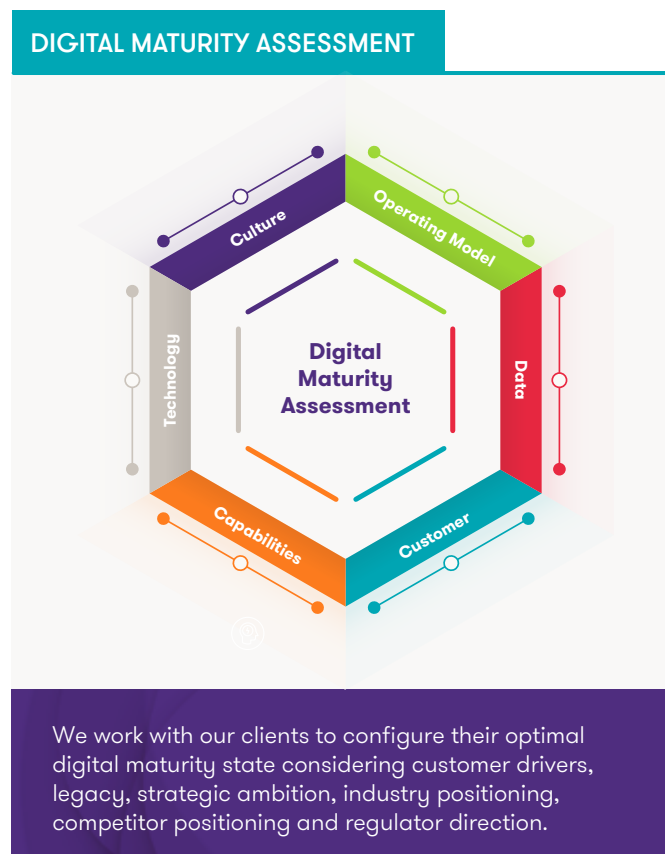 DIGITAL MATURITY ASSESSMENT
Culture
Operating Model
Technology
Digital
Maturity
Assessment
Data
Capabilities
Customer
We work with our clients to configure their optimal
digital maturity state considering customer drivers,
legacy, strategic ambition, industry positioning,
competitor positioning and regulator direction.